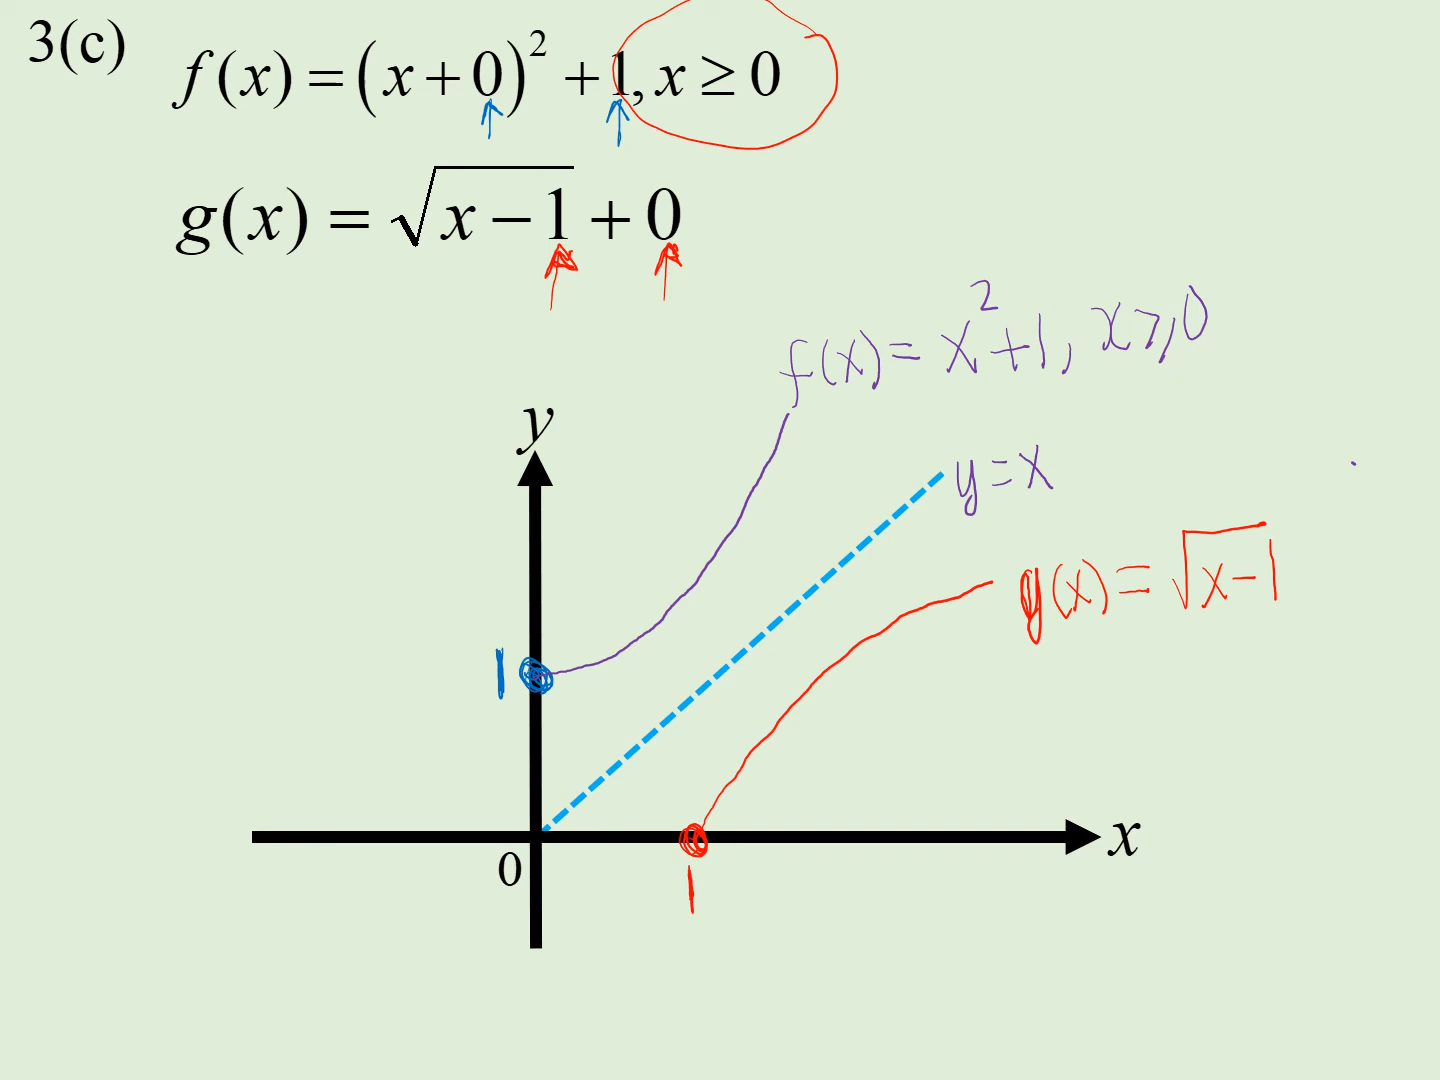 3(c)
f(x) = (x + 0)² + 1, x ≥ 0
g(x) = √(x − 1) + 0
f(x) = x² + 1, x ≥ 0
y
y = x
g(x) = √(x − 1)
1
x
0
1